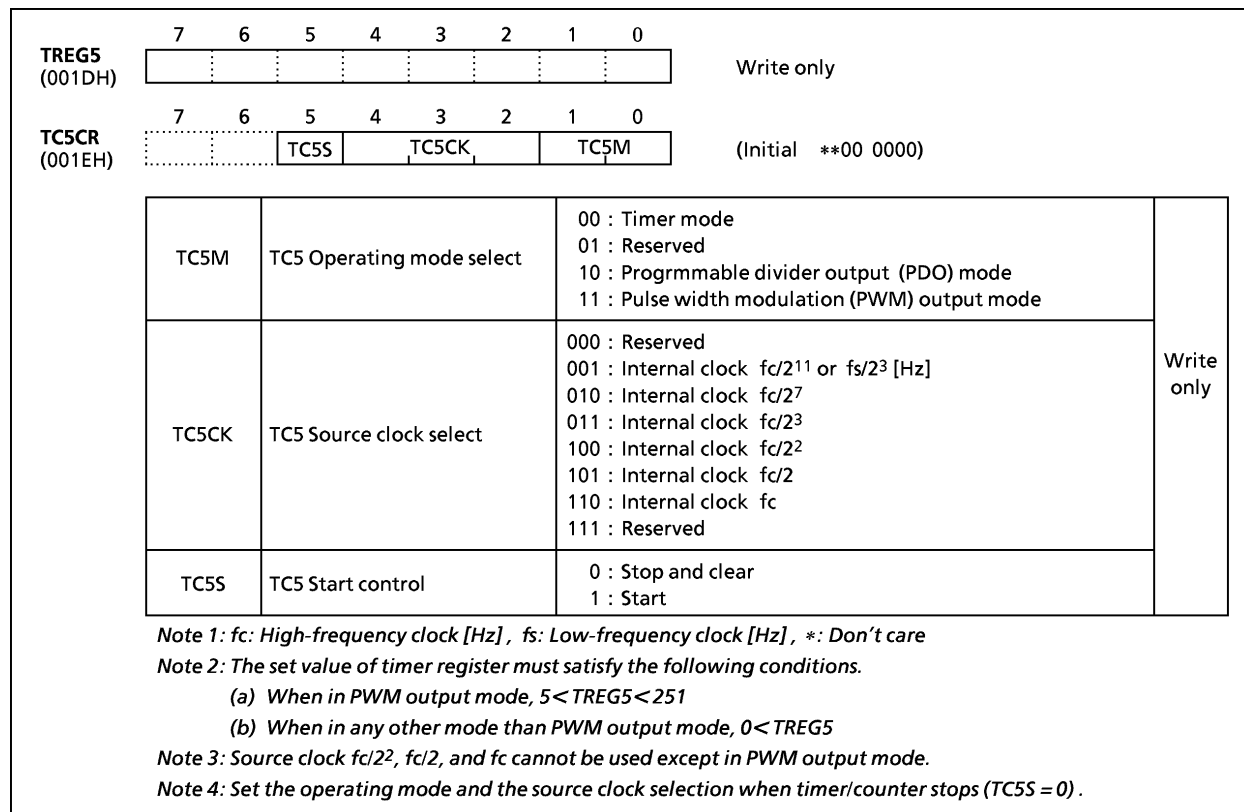 7 6 5 4 3 2 1 0
TREG5
(001DH)
Write only
7 6 5 4 3 2 1 0
TC5CR
(001EH)
TC5S TC5CK TC5M
(Initial **00 0000)
TC5M
TC5 Operating mode select
00 : Timer mode
01 : Reserved
10 : Progrmmable divider output (PDO) mode
11 : Pulse width modulation (PWM) output mode
TC5CK
TC5 Source clock select
000 : Reserved
001 : Internal clock fc/2¹¹ or fs/2³ [Hz]
010 : Internal clock fc/2⁷
011 : Internal clock fc/2³
100 : Internal clock fc/2²
101 : Internal clock fc/2
110 : Internal clock fc
111 : Reserved
TC5S
TC5 Start control
0 : Stop and clear
1 : Start
Write
only
Note 1: fc: High-frequency clock [Hz] , fs: Low-frequency clock [Hz] , *: Don't care
Note 2: The set value of timer register must satisfy the following conditions.
(a) When in PWM output mode, 5<TREG5<251
(b) When in any other mode than PWM output mode, 0<TREG5
Note 3: Source clock fc/2², fc/2, and fc cannot be used except in PWM output mode.
Note 4: Set the operating mode and the source clock selection when timer/counter stops (TC5S = 0) .